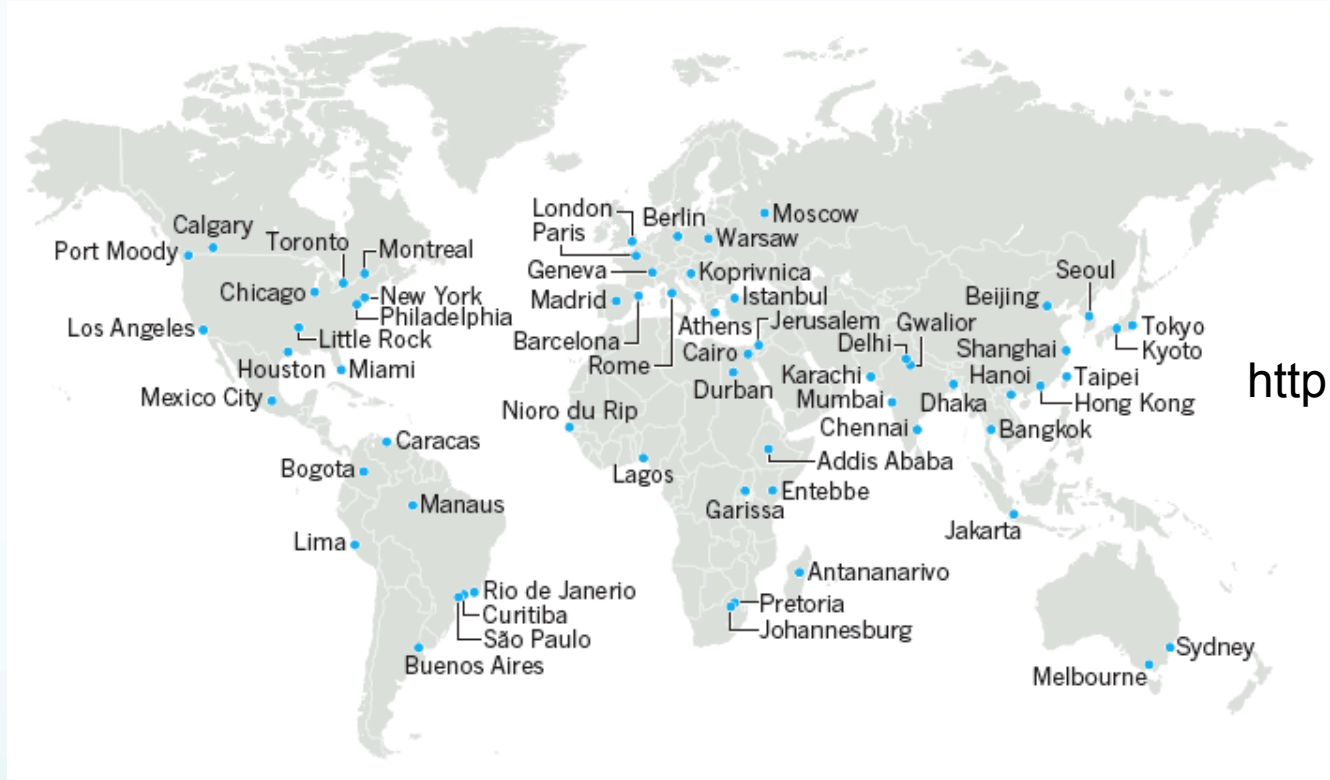 London
Berlin
Moscow
Calgary
Paris
Warsaw
Toronto
Montreal
Port Moody
Geneva
Koprivnica
Seoul
Chicago
New York
Madrid
Istanbul
Beijing
Philadelphia
Los Angeles
Little Rock
Barcelona
Athens
Jerusalem
Gwalior
Tokyo
Delhi
Shanghai
Kyoto
Houston
Miami
Rome
Cairo
Karachi
Hanoi
Taipei
http
Durban
Mexico City
Mumbai
Dhaka
Hong Kong
Nioro du Rip
Chennai
Bangkok
Caracas
Bogota
Lagos
Addis Ababa
Manaus
Garissa
Entebbe
Lima
Jakarta
Antananarivo
Rio de Janerio
Pretoria
Curitiba
Johannesburg
São Paulo
Buenos Aires
Sydney
Melbourne